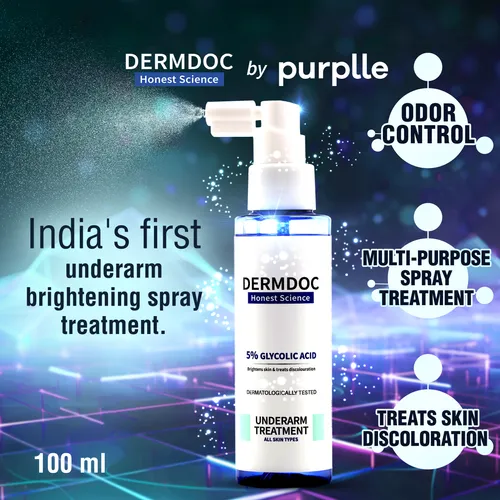 DERMDOC
Honest Science
by purplle
ODOR
CONTROL
India's first
underarm
brightening spray
treatment.
MULTI-PURPOSE
SPRAY
TREATMENT
DERMDOC
Honest Science
5% GLYCOLIC ACID
Brightens skin & treats discolouration
DERMATOLOGICALLY TESTED
UNDERARM
TREATMENT
ALL SKIN TYPES
TREATS SKIN
DISCOLORATION
100 ml